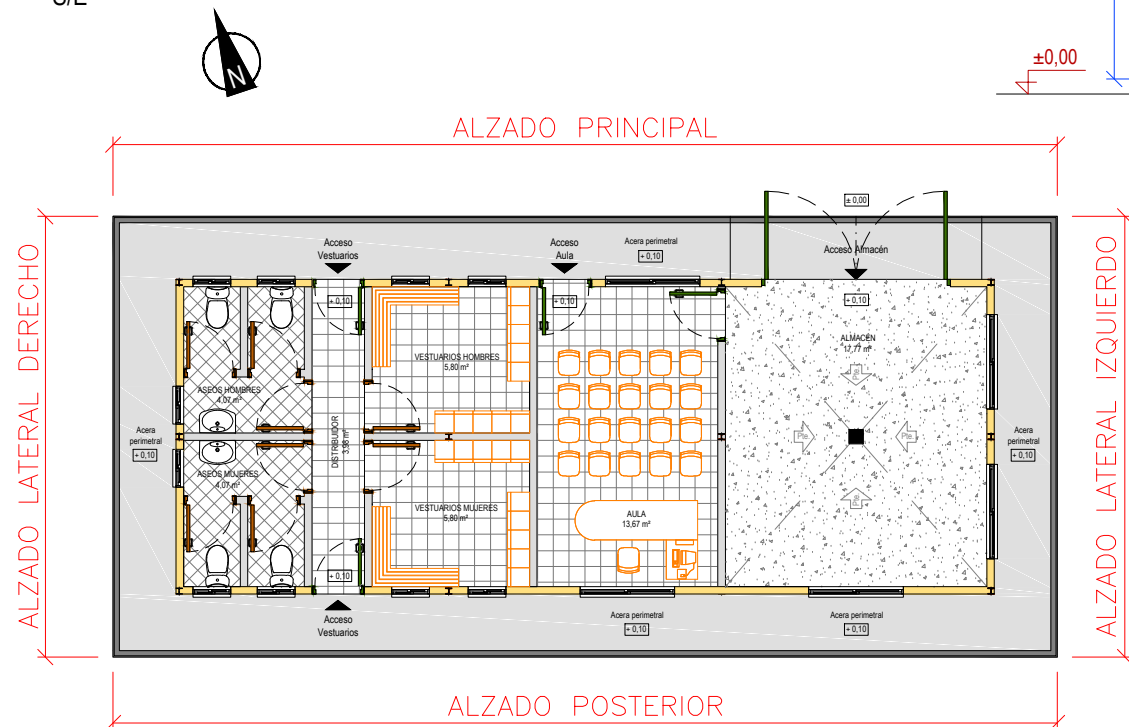 S/E
N
±0,00
ALZADO PRINCIPAL
ALZADO LATERAL DERECHO
ALZADO LATERAL IZQUIERDO
± 0,00
Acceso
Vestuarios
Acceso
Aula
Acera perimetral
+ 0,10
Acceso Almacén
+ 0,10
+ 0,10
+ 0,10
ALMACÉN
17,77 m²
VESTUARIOS HOMBRES
5,80 m²
Pte.
ASEOS HOMBRES
4,07 m²
DISTRIBUIDOR
3,98 m²
Acera
perimetral
+ 0,10
Pte.
Pte.
Acera
perimetral
+ 0,10
ASEOS MUJERES
4,07 m²
Pte.
VESTUARIOS MUJERES
5,80 m²
AULA
13,67 m²
+ 0,10
Acceso
Vestuarios
Acera perimetral
+ 0,10
Acera perimetral
+ 0,10
ALZADO POSTERIOR